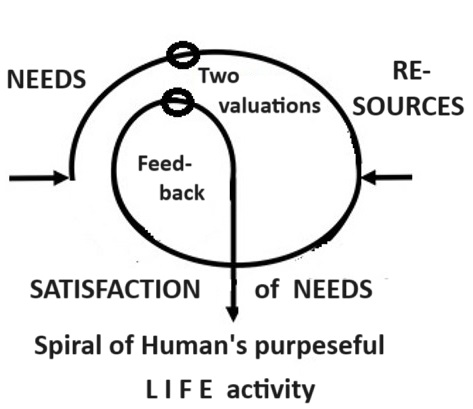 NEEDS
Two
valuations
RE-
SOURCES
Feed-
back
SATISFACTION of NEEDS
Spiral of Human's purpeseful
L I F E activity